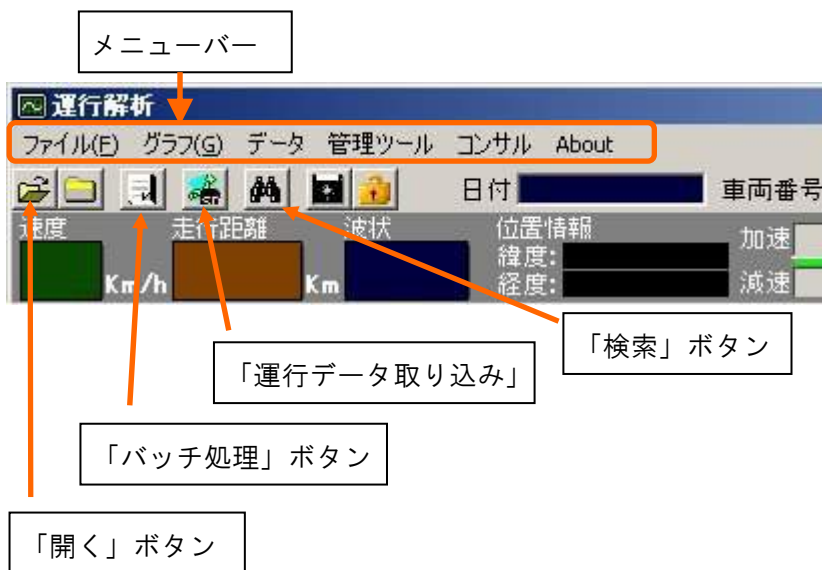 メニューバー
運行解析
ファイル(F) グラフ(G) データ 管理ツール コンサル About
日付 車両番号
速度 走行距離 波状 位置情報 加速
緯度:
Km/h Km 経度: 減速
「検索」ボタン
「運行データ取り込み」
「バッチ処理」ボタン
「開く」ボタン